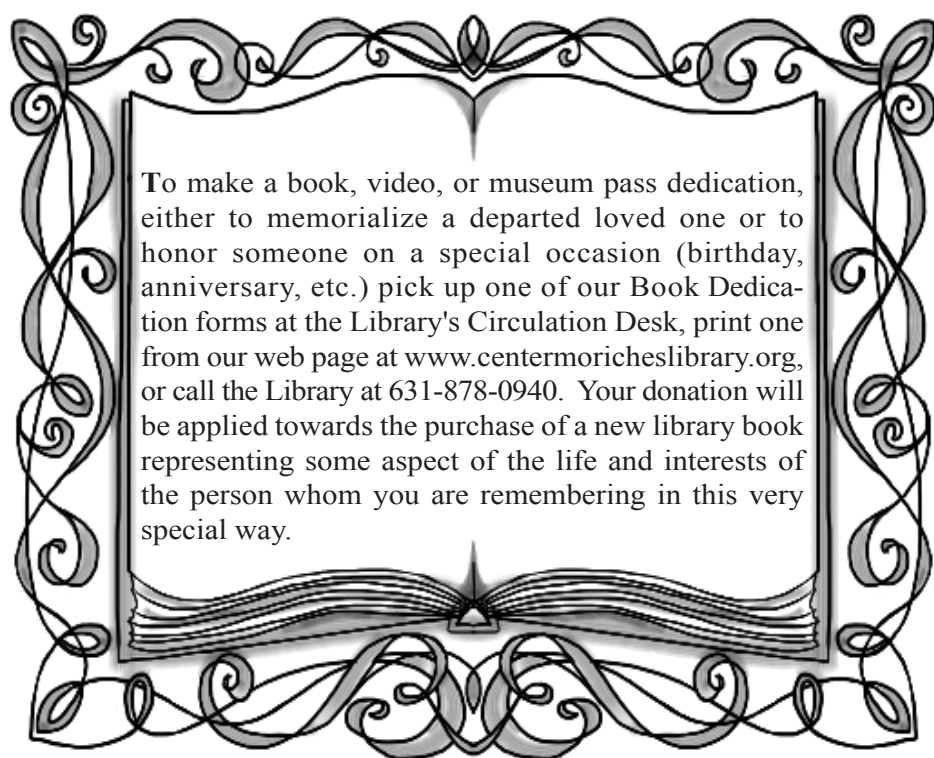 To make a book, video, or museum pass dedication,
either to memorialize a departed loved one or to
honor someone on a special occasion (birthday,
anniversary, etc.) pick up one of our Book Dedica-
tion forms at the Library's Circulation Desk, print one
from our web page at www.centermoricheslibrary.org,
or call the Library at 631-878-0940.  Your donation will
be applied towards the purchase of a new library book
representing some aspect of the life and interests of
the person whom you are remembering in this very
special way.